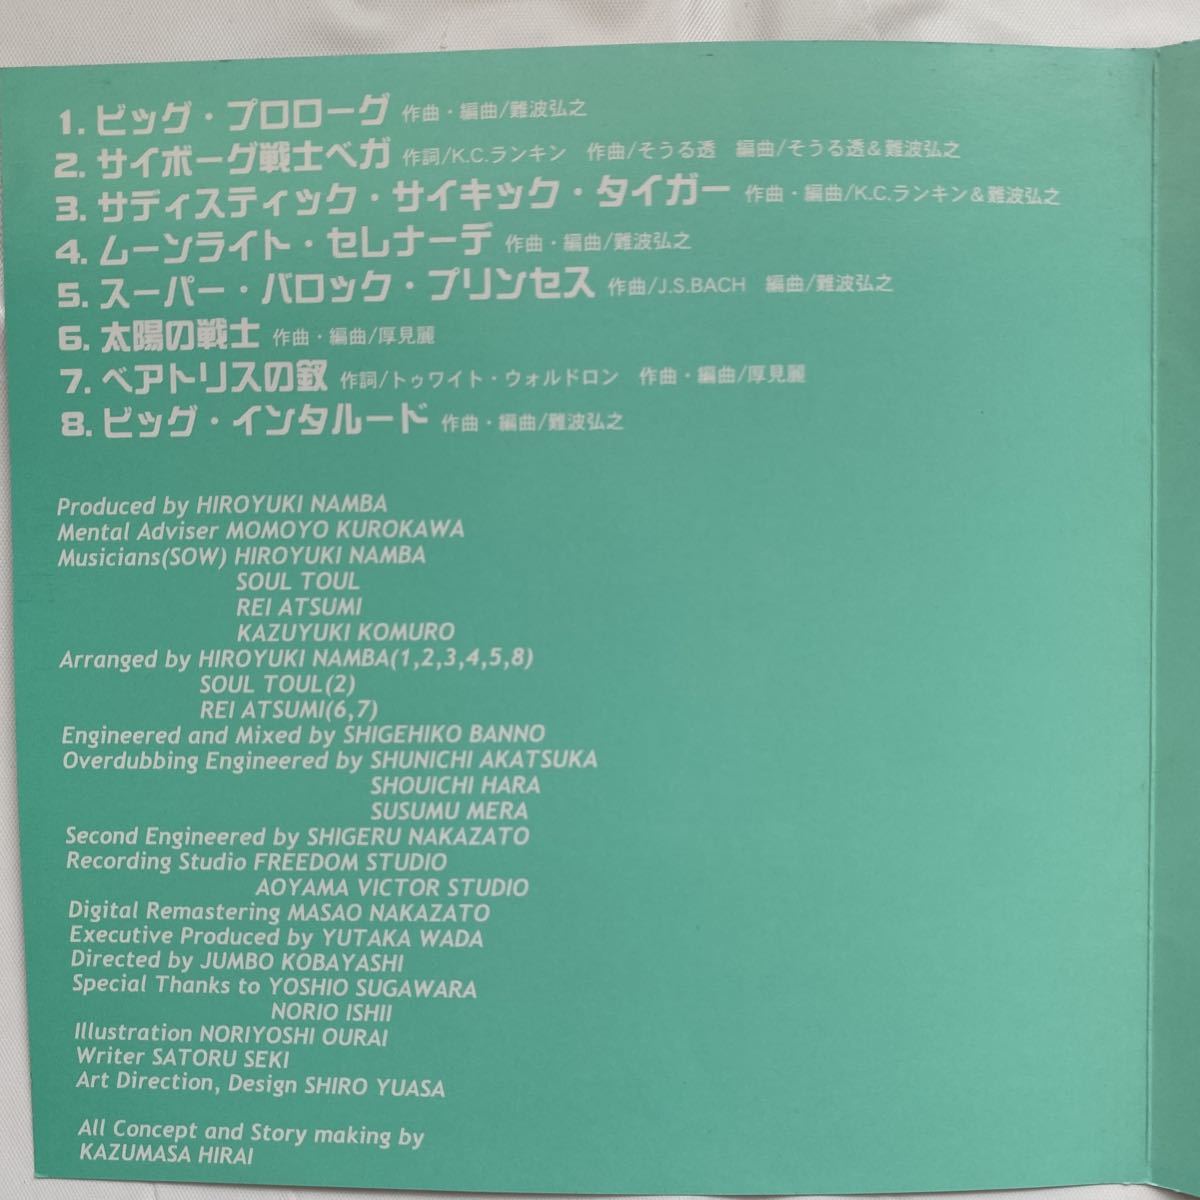 1. ビッグ・プロローグ 作曲・編曲/難波弘之
2. サイボーグ戦士ベガ 作詞/K.C.ランキン 作曲/そうる透 編曲/そうる透&難波弘之
3. サディスティック・サイキック・タイガー 作曲・編曲/K.C.ランキン&難波弘之
4. ムーンライト・セレナーデ 作曲・編曲/難波弘之
5. スーパー・バロック・プリンセス 作曲/J.S.BACH 編曲/難波弘之
6. 太陽の戦士 作曲・編曲/厚見麗
7. ベアトリスの釵 作詞/トゥワイト・ウォルドロン 作曲・編曲/厚見麗
8. ビッグ・インタルード 作曲・編曲/難波弘之
Produced by HIROYUKI NAMBA
Mental Adviser MOMOYO KUROKAWA
Musicians(SOW) HIROYUKI NAMBA
SOUL TOUL
REI ATSUMI
KAZUYUKI KOMURO
Arranged by HIROYUKI NAMBA(1,2,3,4,5,8)
SOUL TOUL(2)
REI ATSUMI(6,7)
Engineered and Mixed by SHIGEHIKO BANNO
Overdubbing Engineered by SHUNICHI AKATSUKA
SHOUICHI HARA
SUSUMU MERA
Second Engineered by SHIGERU NAKAZATO
Recording Studio FREEDOM STUDIO
AOYAMA VICTOR STUDIO
Digital Remastering MASAO NAKAZATO
Executive Produced by YUTAKA WADA
Directed by JUMBO KOBAYASHI
Special Thanks to YOSHIO SUGAWARA
NORIO ISHII
Illustration NORIYOSHI OURAI
Writer SATORU SEKI
Art Direction, Design SHIRO YUASA
All Concept and Story making by
KAZUMASA HIRAI